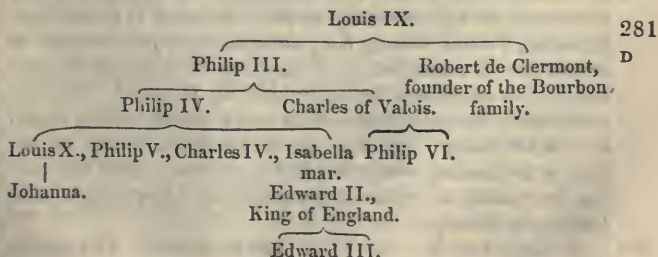 Louis IX.
281
Philip III.
Robert de Clermont,
D
founder of the Bourbon
family.
Philip IV.
Charles of Valois.
Louis X., Philip V., Charles IV., Isabella
Philip VI.
mar.
Johanna.
Edward II.,
King of England.
Edward III.